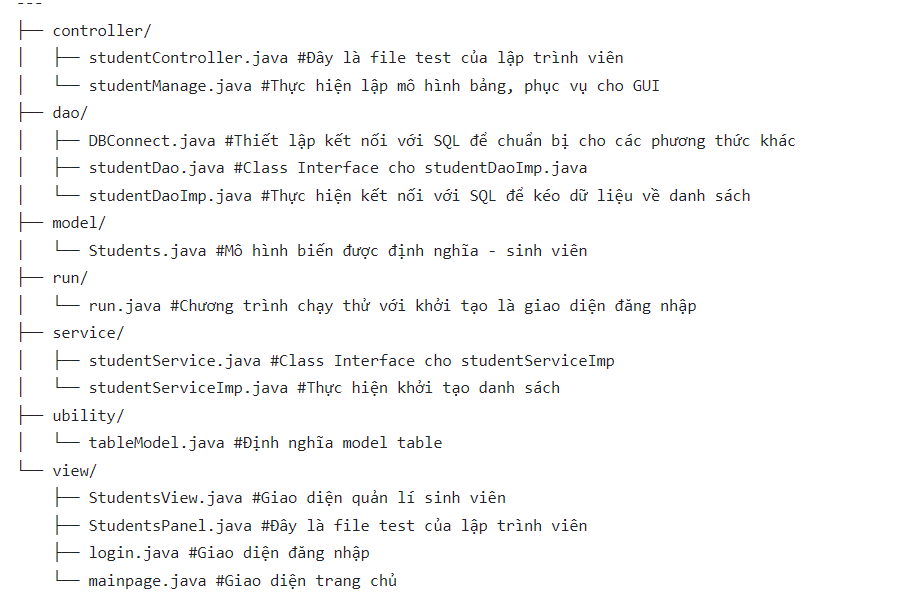 ---
├── controller/
│   ├── studentController.java #Đây là file test của lập trình viên
│   └── studentManage.java #Thực hiện lập mô hình bảng, phục vụ cho GUI
├── dao/
│   ├── DBConnect.java #Thiết lập kết nối với SQL để chuẩn bị cho các phương thức khác
│   ├── studentDao.java #Class Interface cho studentDaoImp.java
│   └── studentDaoImp.java #Thực hiện kết nối với SQL để kéo dữ liệu về danh sách
├── model/
│   └── Students.java #Mô hình biến được định nghĩa - sinh viên
├── run/
│   └── run.java #Chương trình chạy thử với khởi tạo là giao diện đăng nhập
├── service/
│   ├── studentService.java #Class Interface cho studentServiceImp
│   └── studentServiceImp.java #Thực hiện khởi tạo danh sách
├── ubility/
│   └── tableModel.java #Định nghĩa model table
└── view/
    ├── StudentsView.java #Giao diện quản lí sinh viên
    ├── StudentsPanel.java #Đây là file test của lập trình viên
    ├── login.java #Giao diện đăng nhập
    └── mainpage.java #Giao diện trang chủ